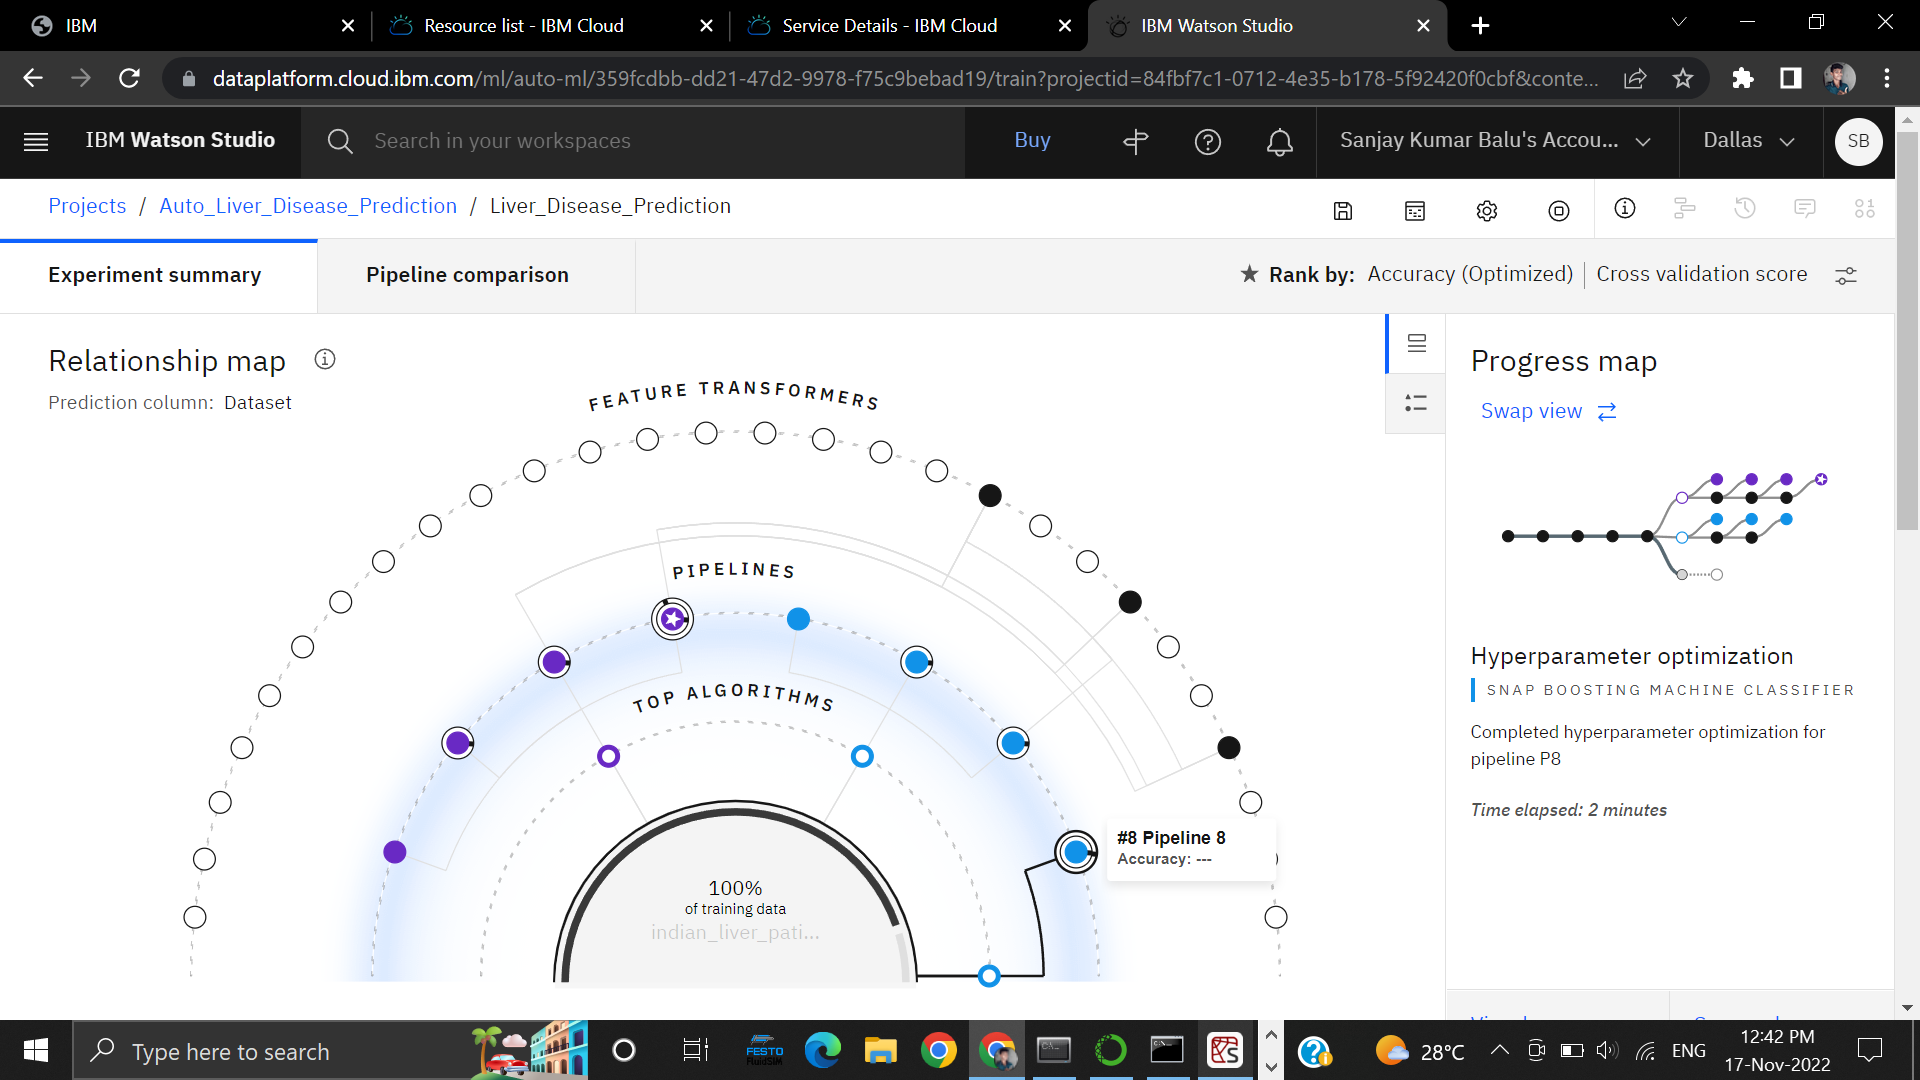 IBM
Resource list - IBM Cloud
Service Details - IBM Cloud
IBM Watson Studio
dataplatform.cloud.ibm.com/ml/auto-ml/359fcdbb-dd21-47d2-9978-f75c9bebad19/train?projectid=84fbf7c1-0712-4e35-b178-5f92420f0cbf&conte...
IBM Watson Studio
Search in your workspaces
Buy
Sanjay Kumar Balu's Accou...
Dallas
SB
Projects / Auto_Liver_Disease_Prediction / Liver_Disease_Prediction
Experiment summary
Pipeline comparison
Rank by: Accuracy (Optimized) | Cross validation score
Relationship map
Prediction column: Dataset
FEATURE TRANSFORMERS
PIPELINES
TOP ALGORITHMS
100%
of training data
indian_liver_pati...
#8 Pipeline 8
Accuracy: ---
Progress map
Swap view
Hyperparameter optimization
SNAP BOOSTING MACHINE CLASSIFIER
Completed hyperparameter optimization for
pipeline P8
Time elapsed: 2 minutes
Type here to search
FESTO
FluidSIM
28°C
ENG
12:42 PM
17-Nov-2022